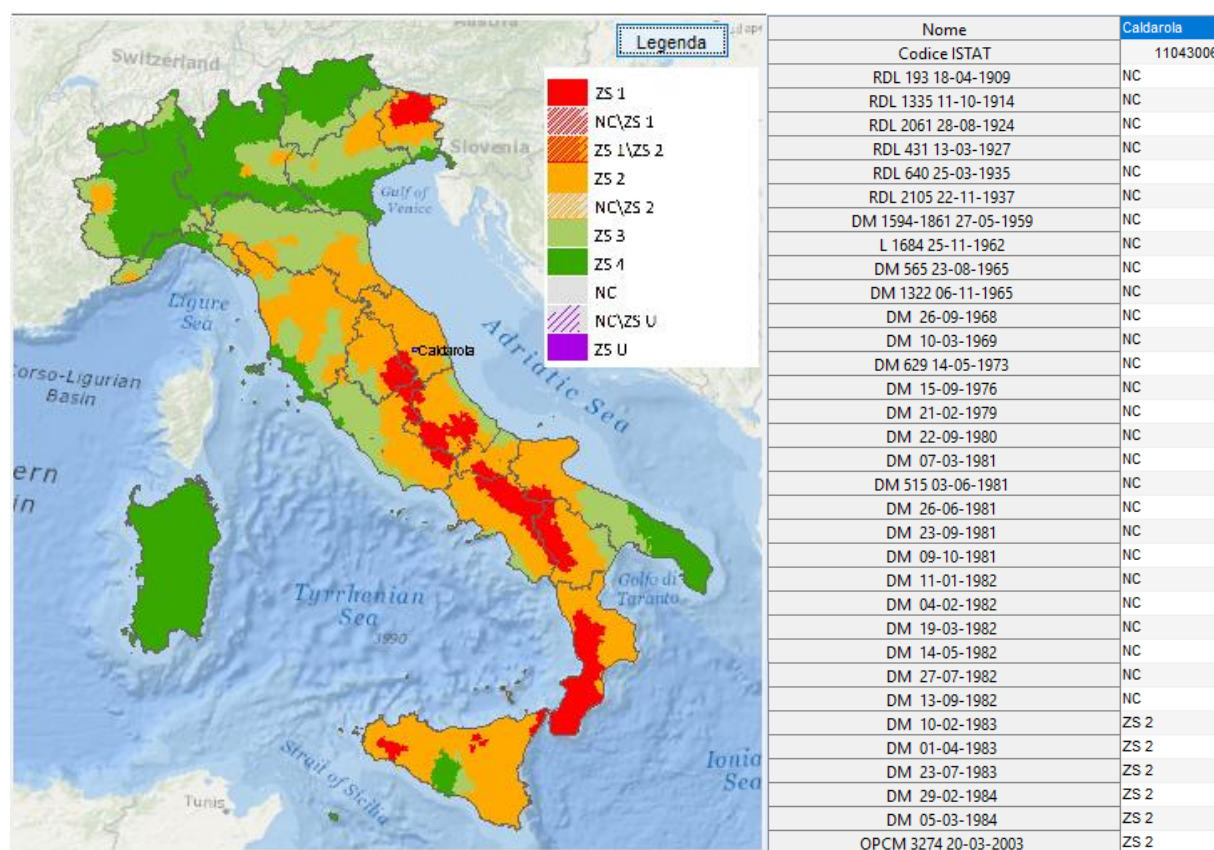 Austria
Switzerland
Slovenia
Gulf of
Venice
Ligure
Sea
Adriatic Sea
Caldarola
orso-Ligurian
Basin
ern
in
Tyrrhenian
Sea
3990
Golfo di
Taranto
Ionia
Sea
Strait of Sicilia
Tunis
Legenda
ZS 1
NC\ZS 1
ZS 1\ZS 2
ZS 2
NC\ZS 2
ZS 3
ZS 4
NC
NC\ZS U
ZS U
Nome Caldarola
Codice ISTAT 11043006
RDL 193 18-04-1909 NC
RDL 1335 11-10-1914 NC
RDL 2061 28-08-1924 NC
RDL 431 13-03-1927 NC
RDL 640 25-03-1935 NC
RDL 2105 22-11-1937 NC
DM 1594-1861 27-05-1959 NC
L 1684 25-11-1962 NC
DM 565 23-08-1965 NC
DM 1322 06-11-1965 NC
DM 26-09-1968 NC
DM 10-03-1969 NC
DM 629 14-05-1973 NC
DM 15-09-1976 NC
DM 21-02-1979 NC
DM 22-09-1980 NC
DM 07-03-1981 NC
DM 515 03-06-1981 NC
DM 26-06-1981 NC
DM 23-09-1981 NC
DM 09-10-1981 NC
DM 11-01-1982 NC
DM 04-02-1982 NC
DM 19-03-1982 NC
DM 14-05-1982 NC
DM 27-07-1982 NC
DM 13-09-1982 NC
DM 10-02-1983 ZS 2
DM 01-04-1983 ZS 2
DM 23-07-1983 ZS 2
DM 29-02-1984 ZS 2
DM 05-03-1984 ZS 2
OPCM 3274 20-03-2003 ZS 2